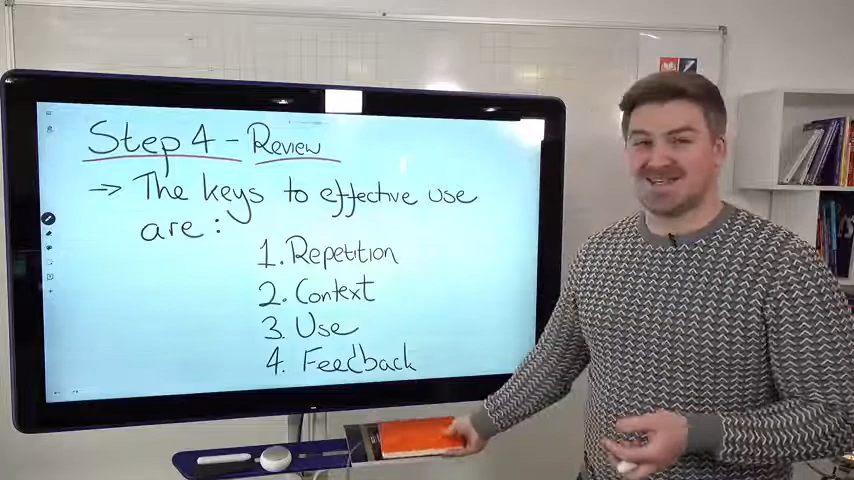 Step 4 - Review
→ The keys to effective use
are :
1. Repetition
2. Context
3. Use
4. Feedback